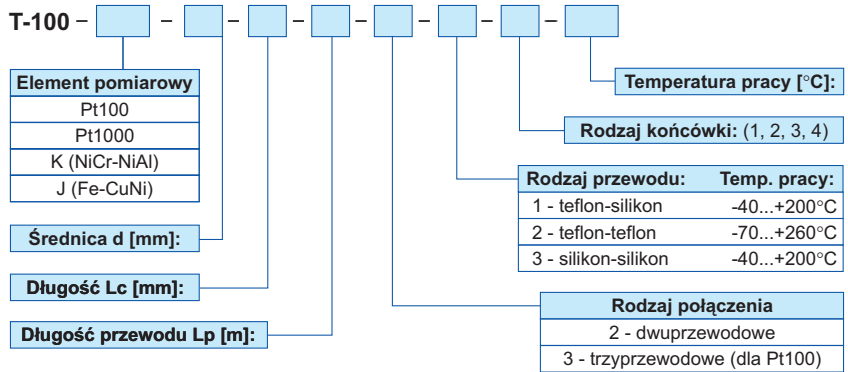 T-100 – – – – – – – –
Element pomiarowy
Pt100
Pt1000
K (NiCr-NiAl)
J (Fe-CuNi)
Średnica d [mm]:
Długość Lc [mm]:
Długość przewodu Lp [m]:
Temperatura pracy [°C]:
Rodzaj końcówki: (1, 2, 3, 4)
Rodzaj przewodu: Temp. pracy:
1 - teflon-silikon -40...+200°C
2 - teflon-teflon -70...+260°C
3 - silikon-silikon -40...+200°C
Rodzaj połączenia
2 - dwuprzewodowe
3 - trzyprzewodowe (dla Pt100)